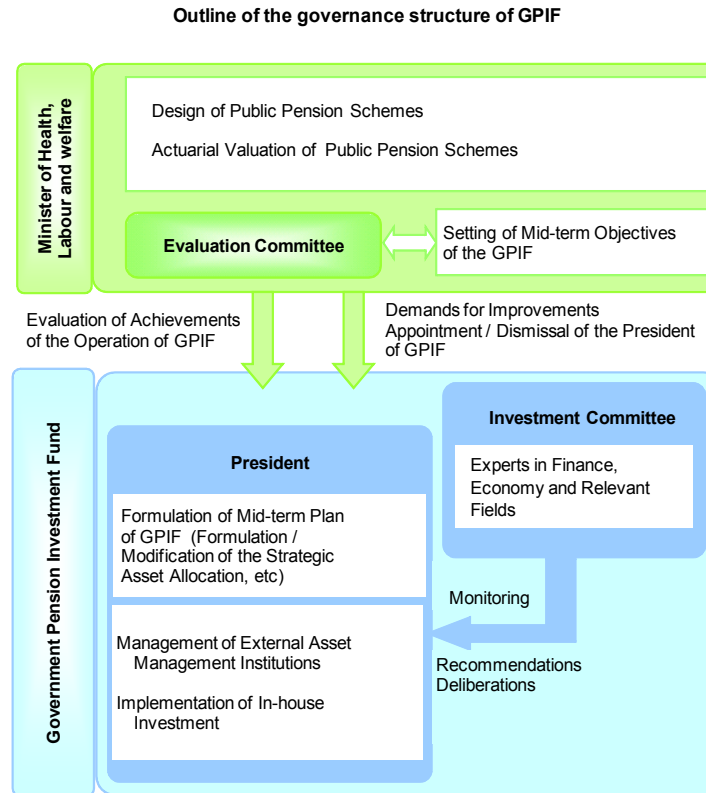 Outline of the governance structure of GPIF
Minister of Health,
Labour and welfare
Design of Public Pension Schemes
Actuarial Valuation of Public Pension Schemes
Evaluation Committee
Setting of Mid-term Objectives
of the GPIF
Evaluation of Achievements
of the Operation of GPIF
Demands for Improvements
Appointment / Dismissal of the President
of GPIF
Government Pension Investment Fund
President
Formulation of Mid-term Plan
of GPIF (Formulation /
Modification of the Strategic
Asset Allocation, etc)
Management of External Asset
Management Institutions
Implementation of In-house
Investment
Investment Committee
Experts in Finance,
Economy and Relevant
Fields
Monitoring
Recommendations
Deliberations